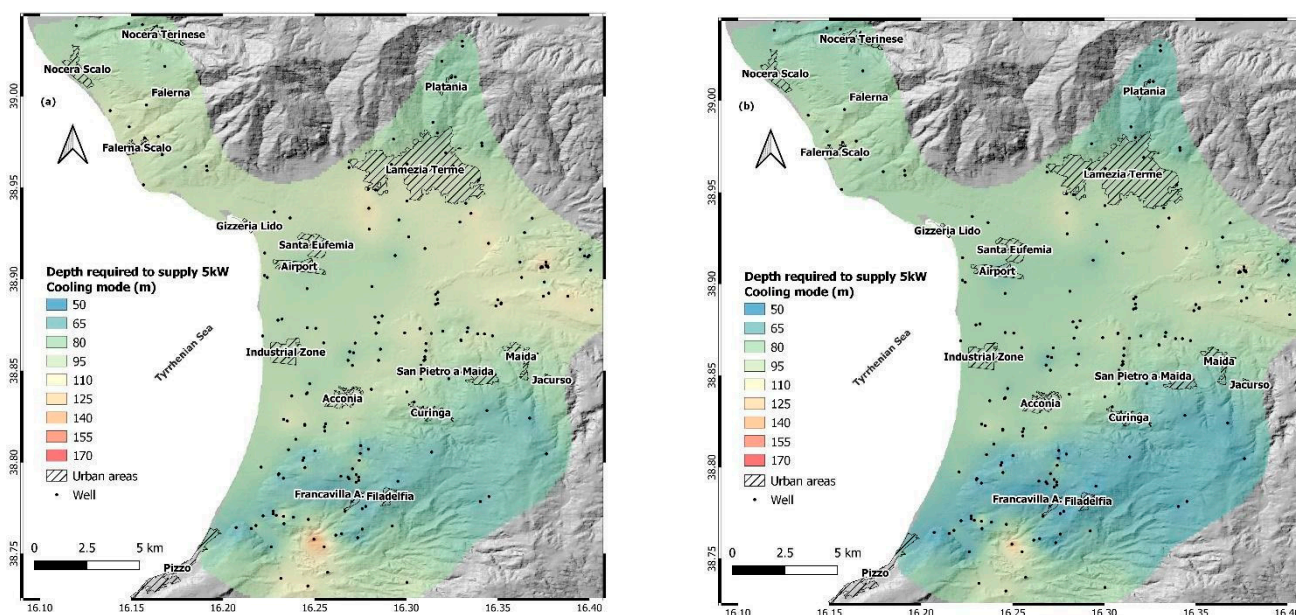 (a)
Nocera Terinese
Nocera Scalo
Falerna
Falerna Scalo
Platania
Lamezia Terme
Gizzeria Lido
Santa Eufemia
Airport
Industrial Zone
Maida
San Pietro a Maida
Jacurso
Acconia
Curinga
Francavilla A. Filadelfia
Pizzo
Tyrrhenian Sea
Depth required to supply 5kW
Cooling mode (m)
50
65
80
95
110
125
140
155
170
Urban areas
Well
0 2.5 5 km
39.00
38.95
38.90
38.85
38.80
38.75
16.10 16.15 16.20 16.25 16.30 16.35 16.40
(b)
Nocera Terinese
Nocera Scalo
Falerna
Falerna Scalo
Platania
Lamezia Terme
Gizzeria Lido
Santa Eufemia
Airport
Industrial Zone
Maida
San Pietro a Maida
Jacurso
Acconia
Curinga
Francavilla A. Filadelfia
Pizzo
Tyrrhenian Sea
Depth required to supply 5kW
Cooling mode (m)
50
65
80
95
110
125
140
155
170
Urban areas
Well
0 2.5 5 km
39.00
38.95
38.90
38.85
38.80
38.75
16.10 16.15 16.20 16.25 16.30 16.35 16.40